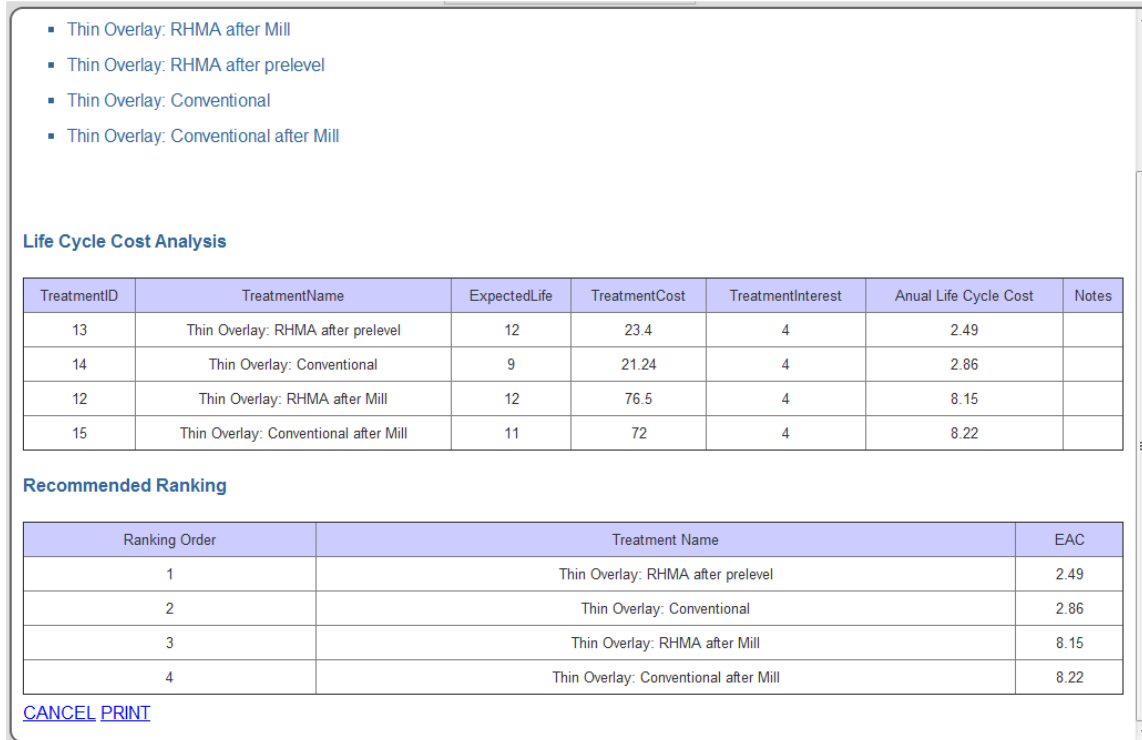 Thin Overlay: RHMA after Mill
Thin Overlay: RHMA after prelevel
Thin Overlay: Conventional
Thin Overlay: Conventional after Mill
Life Cycle Cost Analysis
TreatmentID TreatmentName ExpectedLife TreatmentCost TreatmentInterest Anual Life Cycle Cost Notes
13 Thin Overlay: RHMA after prelevel 12 23.4 4 2.49
14 Thin Overlay: Conventional 9 21.24 4 2.86
12 Thin Overlay: RHMA after Mill 12 76.5 4 8.15
15 Thin Overlay: Conventional after Mill 11 72 4 8.22
Recommended Ranking
Ranking Order Treatment Name EAC
1 Thin Overlay: RHMA after prelevel 2.49
2 Thin Overlay: Conventional 2.86
3 Thin Overlay: RHMA after Mill 8.15
4 Thin Overlay: Conventional after Mill 8.22
CANCEL PRINT